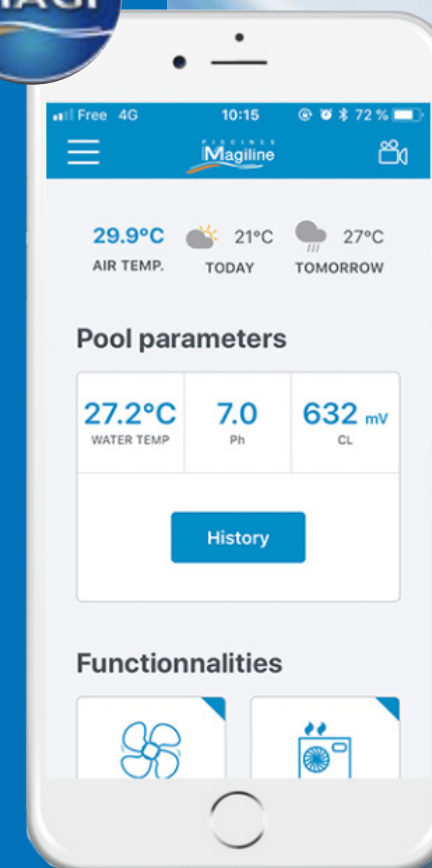 Free 4G 10:15 72 %
PISCINES
Magiline
29.9°C 21°C 27°C
AIR TEMP. TODAY TOMORROW
Pool parameters
27.2°C 7.0 632 mV
WATER TEMP Ph CL
History
Functionnalities